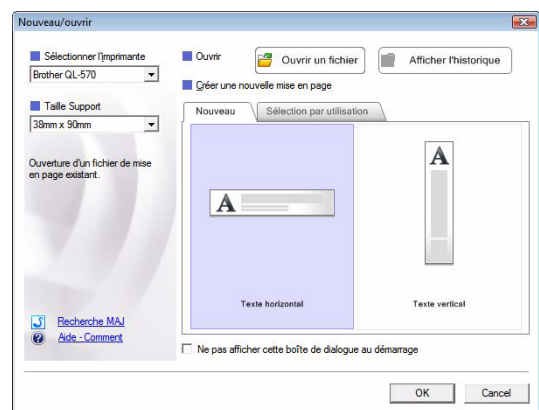 Nouveau/ouvrir
Sélectionner l'imprimante
Brother QL-570
Taille Support
38mm x 90mm
Ouverture d'un fichier de mise
en page existant.
Recherche MAJ
Aide - Comment
Ouvrir
Ouvrir un fichier
Afficher l'historique
Créer une nouvelle mise en page
Nouveau
Sélection par utilisation
A
A
Texte horizontal
Texte vertical
Ne pas afficher cette boîte de dialogue au démarrage
OK
Cancel